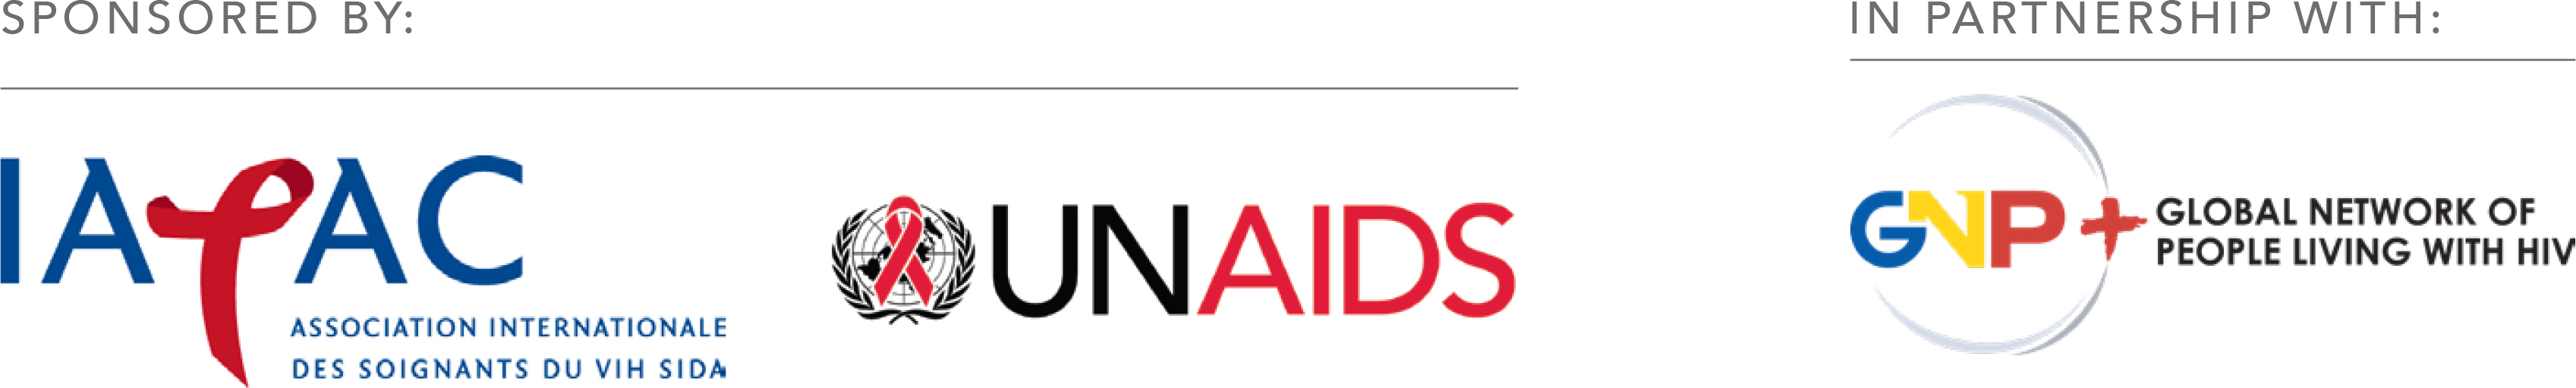 SPONSORED BY:
IAPAC
ASSOCIATION INTERNATIONALE
DES SOIGNANTS DU VIH SIDA
UNAIDS
IN PARTNERSHIP WITH:
GNP+
GLOBAL NETWORK OF
PEOPLE LIVING WITH HIV